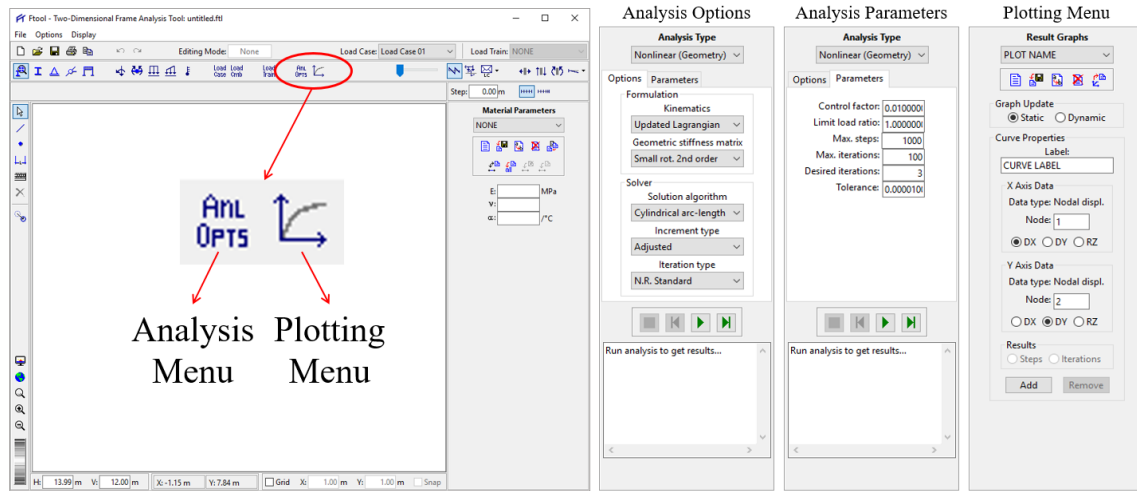 Ftool - Two-Dimensional Frame Analysis Tool: untitled.ftl
File Options Display
Editing Mode: None
Load Case: Load Case 01
Load Train: NONE
Load Case
Load Cmb
Load Train
ANL OPTS
Step: 0.00 m
Material Parameters
NONE
E: MPa
ν:
α: /°C
ANL
OPTS
Analysis Menu
Plotting Menu
H: 13.99 m V: 12.00 m X: -1.15 m Y: 7.84 m Grid X: 1.00 m Y: 1.00 m Snap
Analysis Options
Analysis Type
Nonlinear (Geometry)
Options Parameters
Formulation
Kinematics
Updated Lagrangian
Geometric stiffness matrix
Small rot. 2nd order
Solver
Solution algorithm
Cylindrical arc-length
Increment type
Adjusted
Iteration type
N.R. Standard
Run analysis to get results...
Analysis Parameters
Analysis Type
Nonlinear (Geometry)
Options Parameters
Control factor: 0.0100000
Limit load ratio: 1.0000000
Max. steps: 1000
Max. iterations: 100
Desired iterations: 3
Tolerance: 0.0000100
Run analysis to get results...
Plotting Menu
Result Graphs
PLOT NAME
Graph Update
Static Dynamic
Curve Properties
Label:
CURVE LABEL
X Axis Data
Data type: Nodal displ.
Node: 1
DX DY RZ
Y Axis Data
Data type: Nodal displ.
Node: 2
DX DY RZ
Results
Steps Iterations
Add Remove